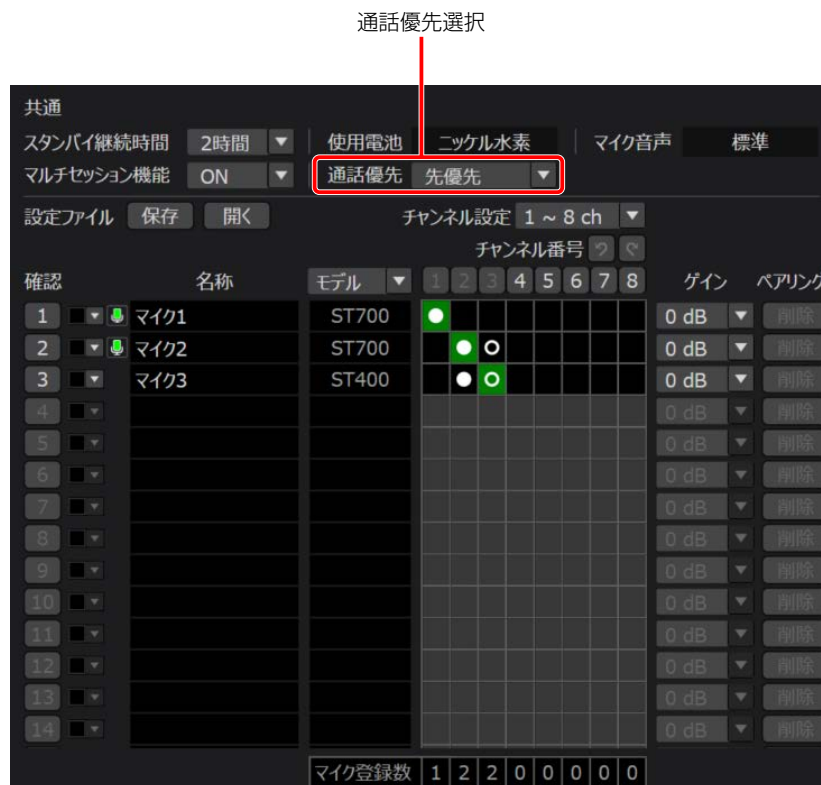 通話優先選択
共通
スタンバイ継続時間 2時間 使用電池 ニッケル水素 マイク音声 標準
マルチセッション機能 ON 通話優先 先優先
設定ファイル 保存 開く チャンネル設定 1 ~ 8 ch
チャンネル番号
確認 名称 モデル 1 2 3 4 5 6 7 8 ゲイン ペアリング
1 マイク1 ST700 0 dB 削除
2 マイク2 ST700 0 dB 削除
3 マイク3 ST400 0 dB 削除
4 0 dB 削除
5 0 dB 削除
6 0 dB 削除
7 0 dB 削除
8 0 dB 削除
9 0 dB 削除
10 0 dB 削除
11 0 dB 削除
12 0 dB 削除
13 0 dB 削除
14 0 dB 削除
マイク登録数 1 2 2 0 0 0 0 0